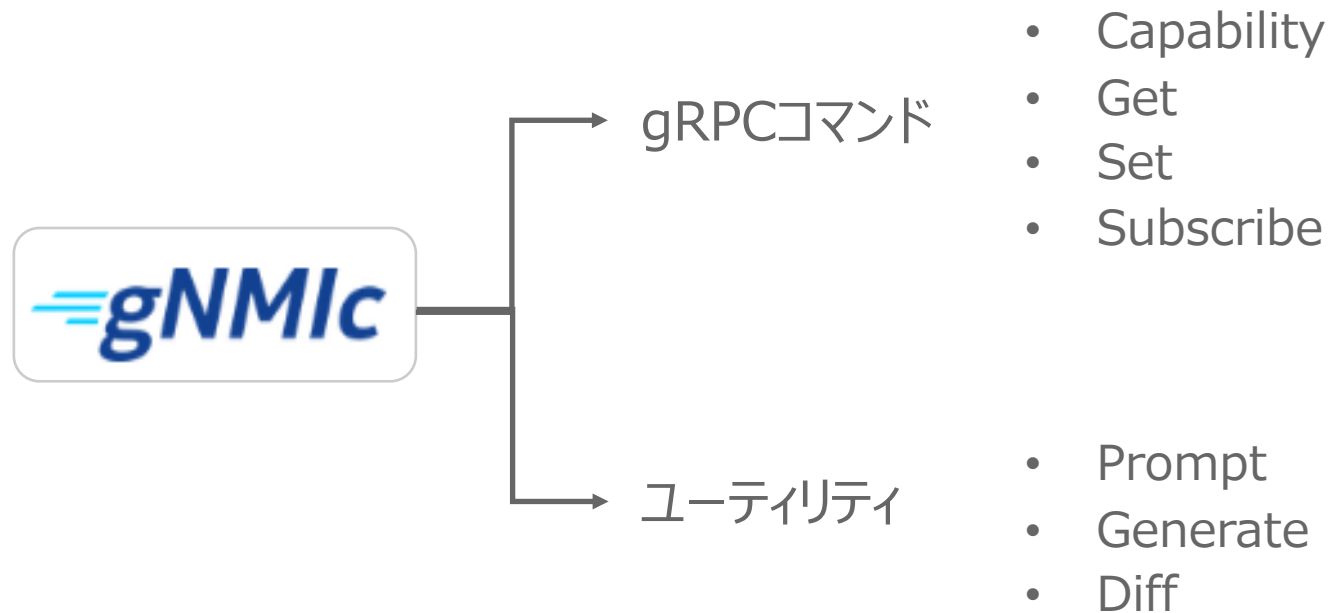 gNMIc
gRPCコマンド
• Capability
• Get
• Set
• Subscribe
ユーティリティ
• Prompt
• Generate
• Diff